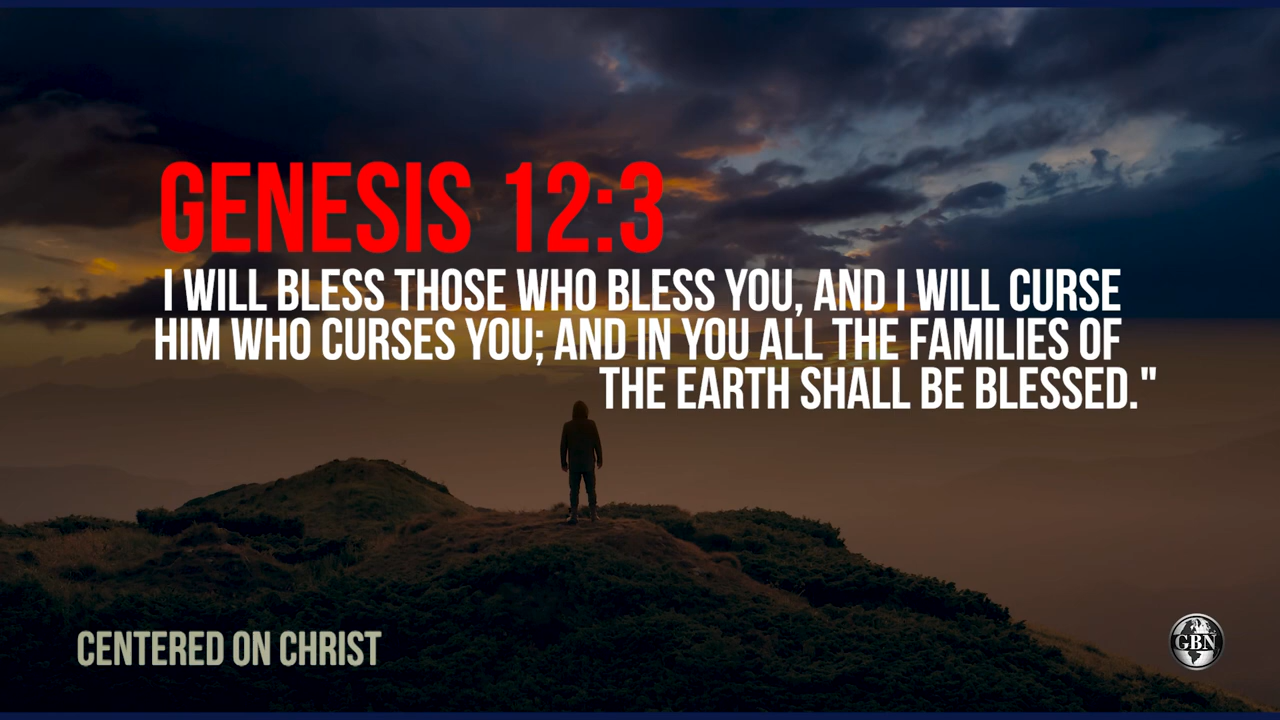 GENESIS 12:3
I WILL BLESS THOSE WHO BLESS YOU, AND I WILL CURSE
HIM WHO CURSES YOU; AND IN YOU ALL THE FAMILIES OF
THE EARTH SHALL BE BLESSED."
CENTERED ON CHRIST
GBN